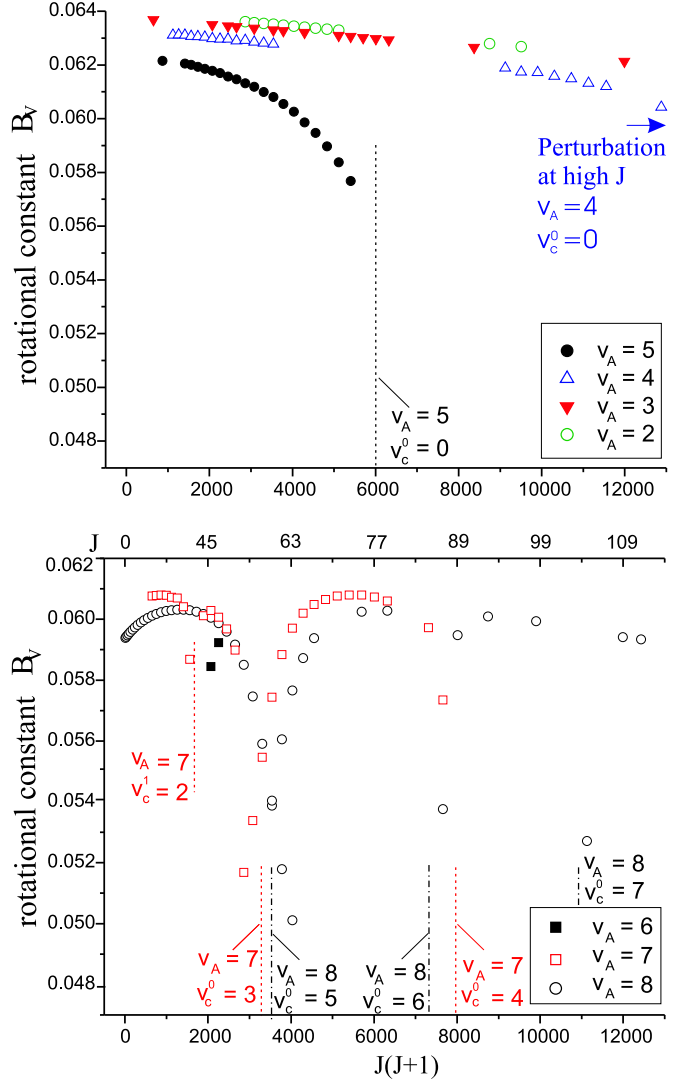 0.064
0.062
0.060
0.058
0.056
0.054
0.052
0.050
0.048
rotational constant B_V
Perturbation
at high J
v_A = 4
v_c^0 = 0
v_A = 5
v_c^0 = 0
v_A = 5
v_A = 4
v_A = 3
v_A = 2
0 2000 4000 6000 8000 10000 12000
J 0 45 63 77 89 99 109
0.062
0.060
0.058
0.056
0.054
0.052
0.050
0.048
rotational constant B_V
v_A = 7
v_c^1 = 2
v_A = 7
v_c^0 = 3
v_A = 8
v_c^0 = 5
v_A = 8
v_c^0 = 6
v_A = 7
v_c^0 = 4
v_A = 8
v_c^0 = 7
v_A = 6
v_A = 7
v_A = 8
0 2000 4000 6000 8000 10000 12000
J(J+1)